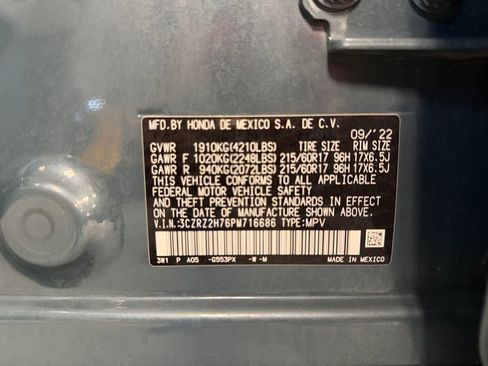 MFD.BY HONDA DE MEXICO S.A. DE C.V.
09/'22
GVWR 1910KG(4210LBS) TIRE SIZE RIM SIZE
GAWR F 1020KG(2248LBS) 215/60R17 96H 17X6.5J
GAWR R 940KG(2072LBS) 215/60R17 96H 17X6.5J
THIS VEHICLE CONFORMS TO ALL APPLICABLE
FEDERAL MOTOR VEHICLE SAFETY, BUMPER, AND
THEFT PREVENTION STANDARDS IN EFFECT ON THE
DATE OF MANUFACTURE SHOWN ABOVE.
V.I.N.:3CZRZ2H76PM716686 TYPE:MPV
3W1 P A05 -G553PX -W -M
MADE IN MEXICO